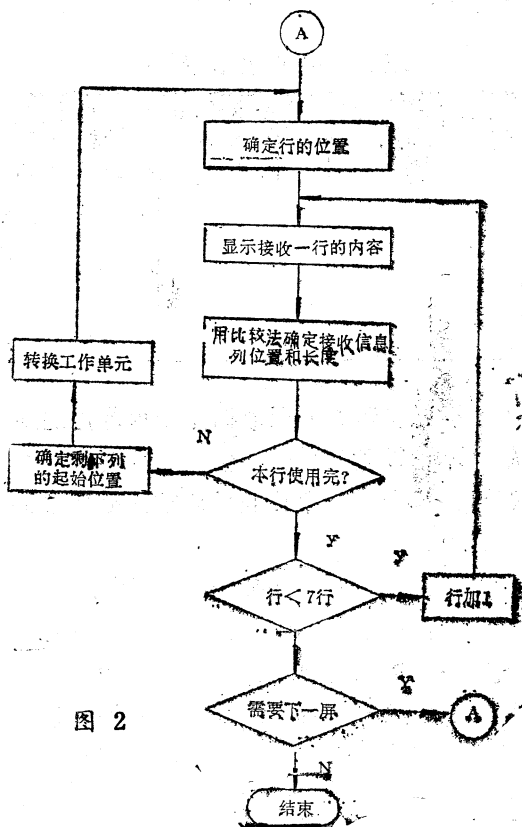 A
确定行的位置
显示接收一行的内容
用比较法确定接收信息
列位置和长度
转换工作单元
N
确定剩下列
的起始位置
本行使用完?
Y
行<7行
Y
行加1
需要下一屏
Y
A
图 2
N
结束